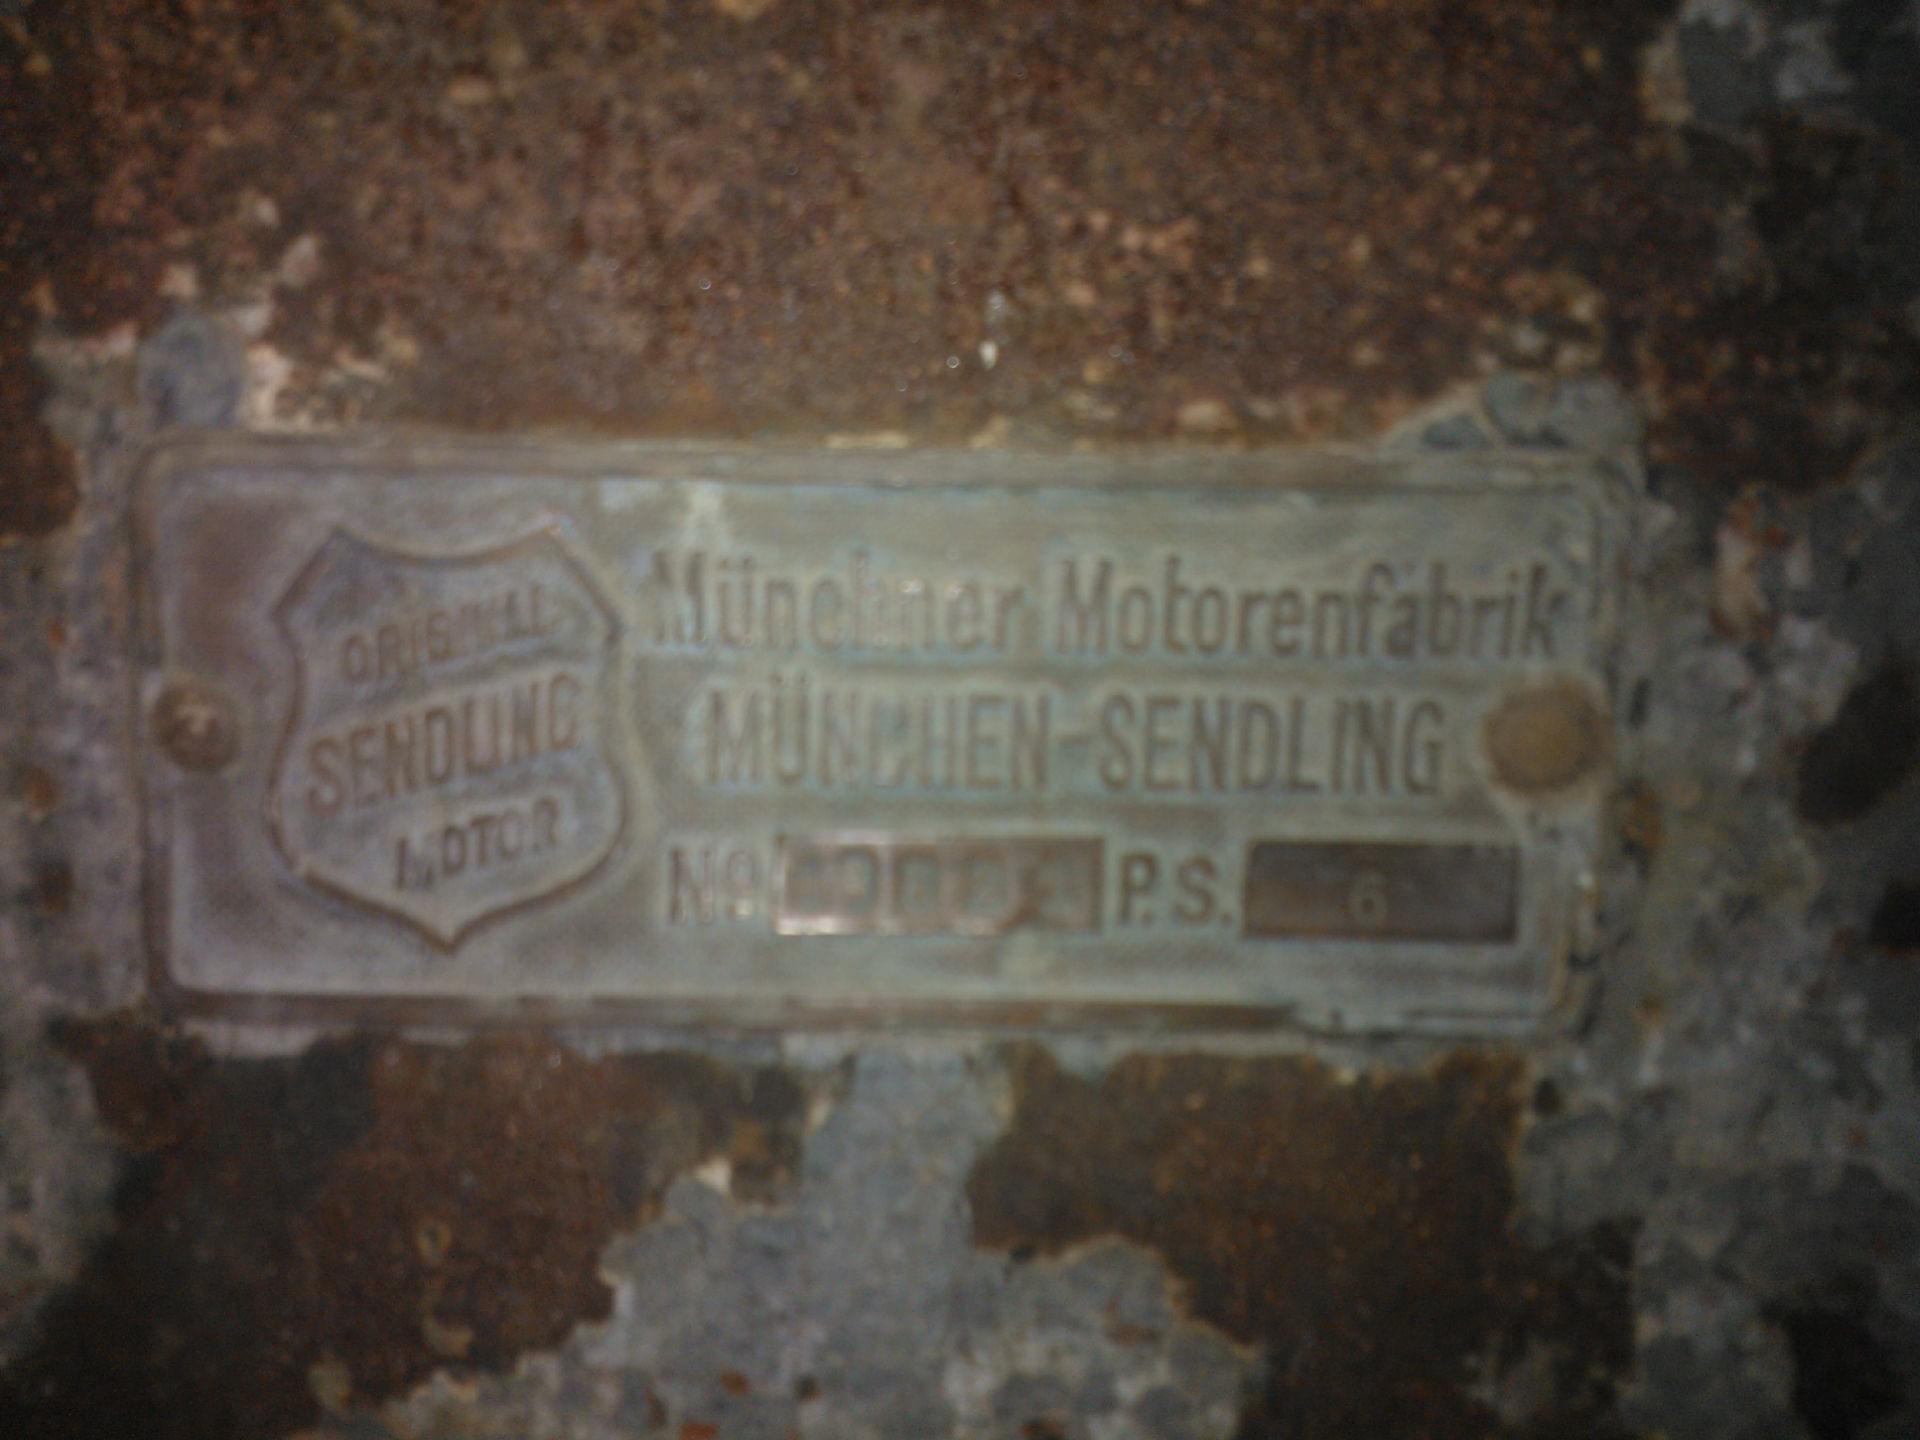 ORIGINAL
SENDLING
MOTOR
Münchner Motorenfabrik
MÜNCHEN-SENDLING
No P.S. 6